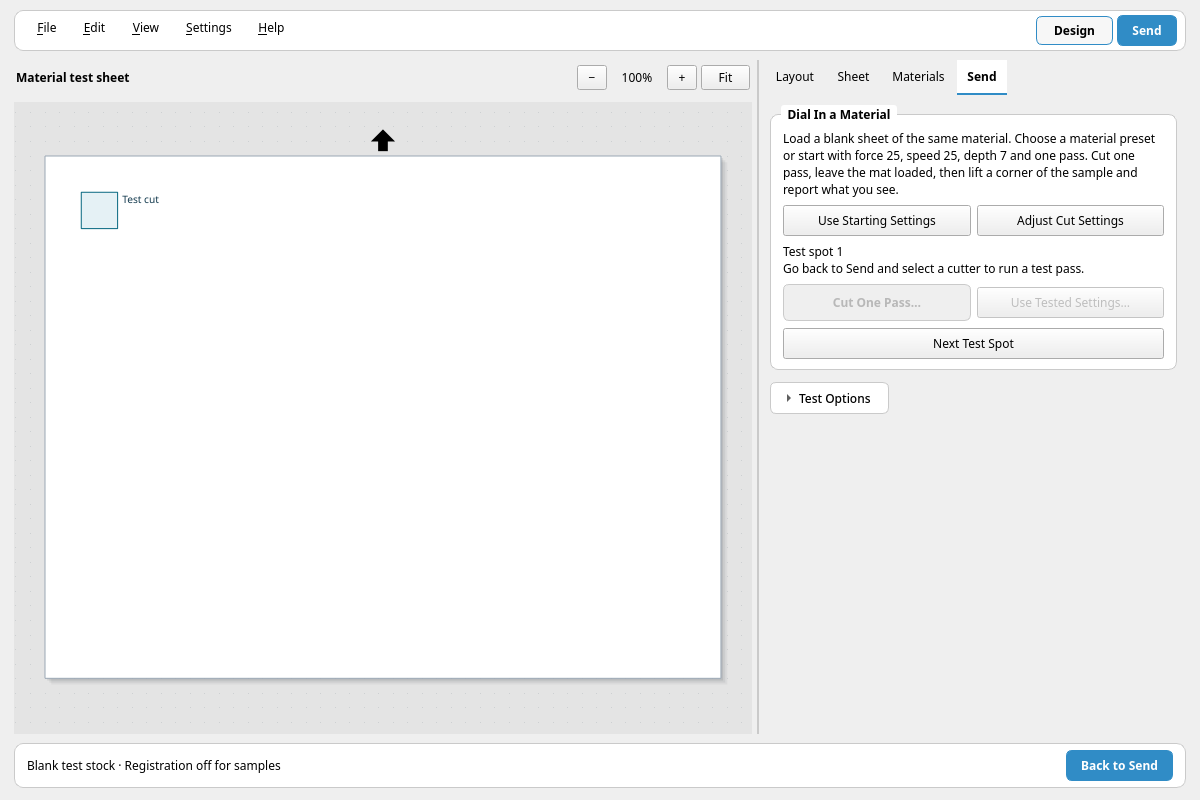 File Edit View Settings Help Design Send
Material test sheet − 100% + Fit
Layout Sheet Materials Send
Test cut
Dial In a Material
Load a blank sheet of the same material. Choose a material preset
or start with force 25, speed 25, depth 7 and one pass. Cut one
pass, leave the mat loaded, then lift a corner of the sample and
report what you see.
Use Starting Settings Adjust Cut Settings
Test spot 1
Go back to Send and select a cutter to run a test pass.
Cut One Pass... Use Tested Settings...
Next Test Spot
Test Options
Blank test stock · Registration off for samples Back to Send